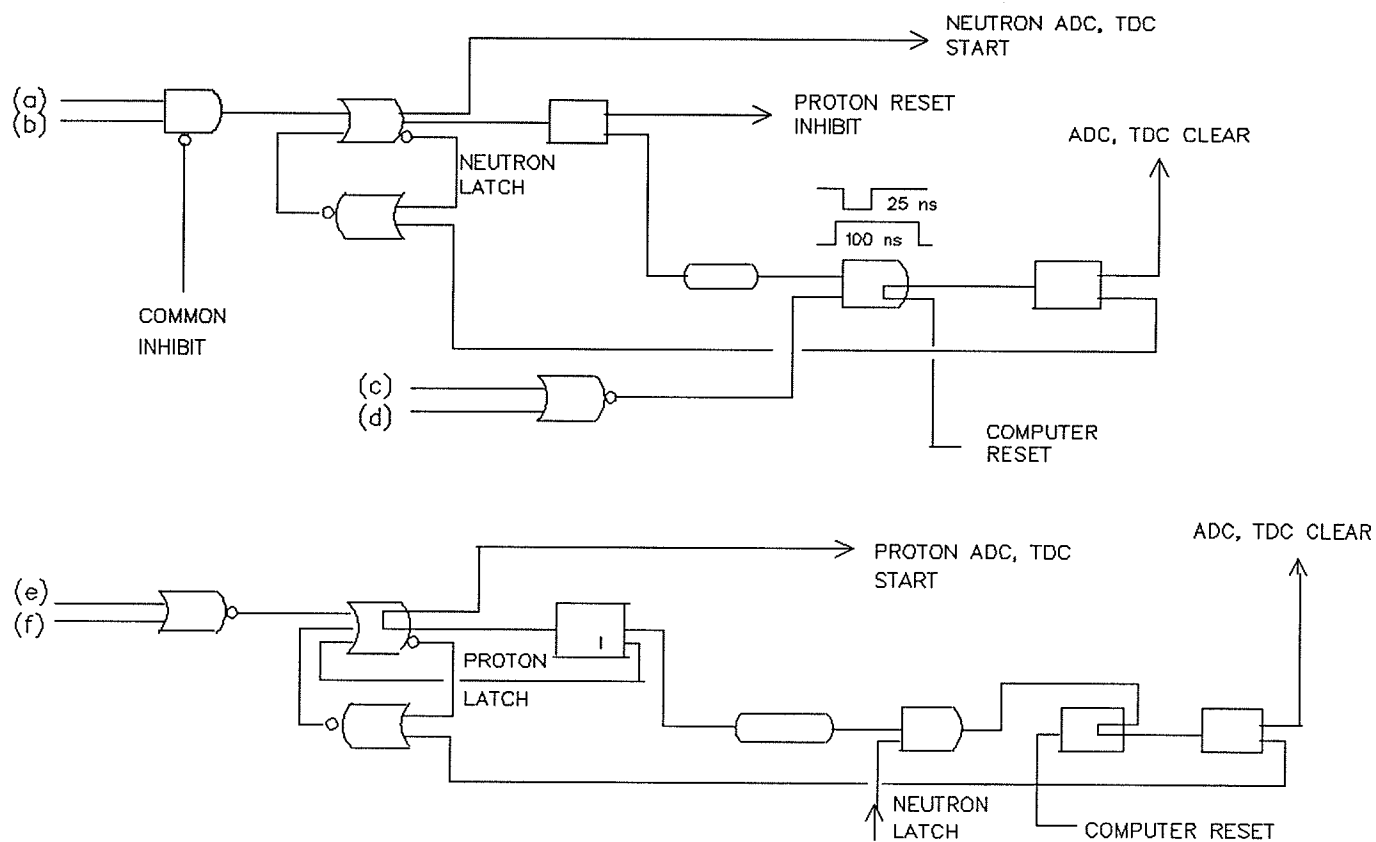 NEUTRON ADC, TDC
START
(a)
(b)
PROTON RESET
INHIBIT
ADC, TDC CLEAR
NEUTRON
LATCH
25 ns
100 ns
COMMON
INHIBIT
(c)
(d)
COMPUTER
RESET
ADC, TDC CLEAR
PROTON ADC, TDC
START
(e)
(f)
I
PROTON
LATCH
NEUTRON
LATCH
COMPUTER RESET